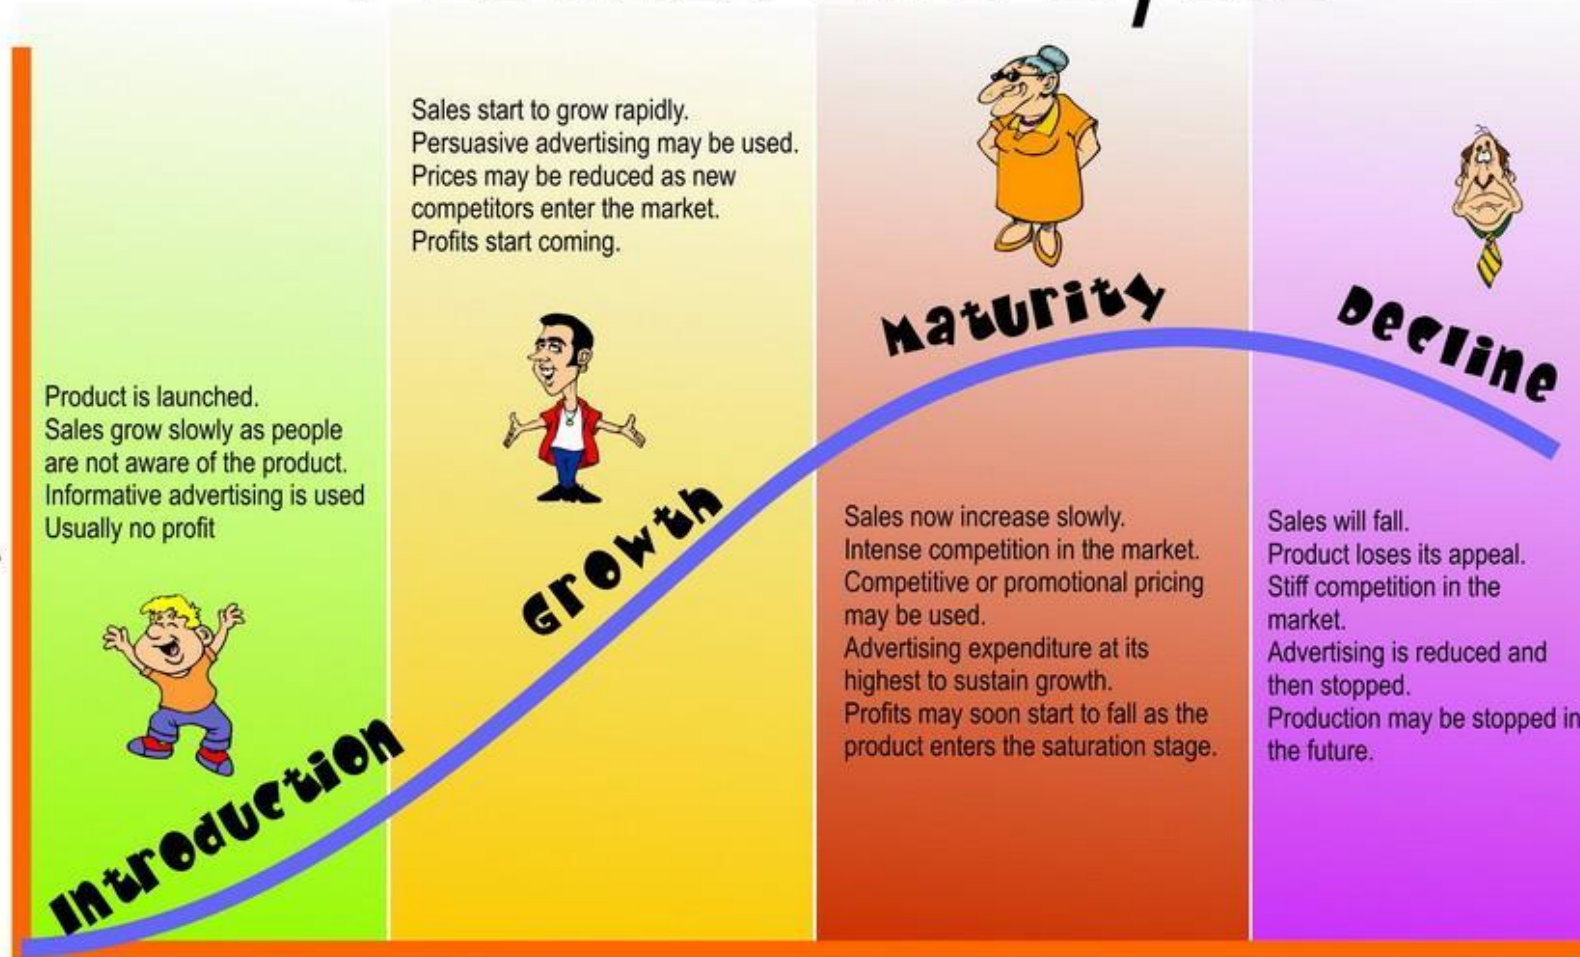 Product is launched.
Sales grow slowly as people
are not aware of the product.
Informative advertising is used
Usually no profit
Introduction
Sales start to grow rapidly.
Persuasive advertising may be used.
Prices may be reduced as new
competitors enter the market.
Profits start coming.
Growth
Maturity
Sales now increase slowly.
Intense competition in the market.
Competitive or promotional pricing
may be used.
Advertising expenditure at its
highest to sustain growth.
Profits may soon start to fall as the
product enters the saturation stage.
Decline
Sales will fall.
Product loses its appeal.
Stiff competition in the
market.
Advertising is reduced and
then stopped.
Production may be stopped in
the future.